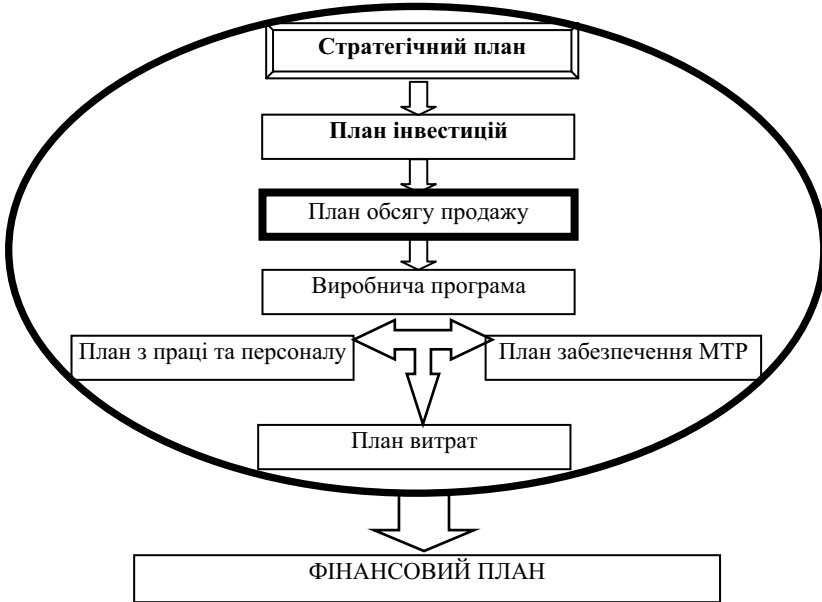 Стратегічний план
План інвестицій
План обсягу продажу
Виробнича програма
План з праці та персоналу
План забезпечення МТР
План витрат
ФІНАНСОВИЙ ПЛАН